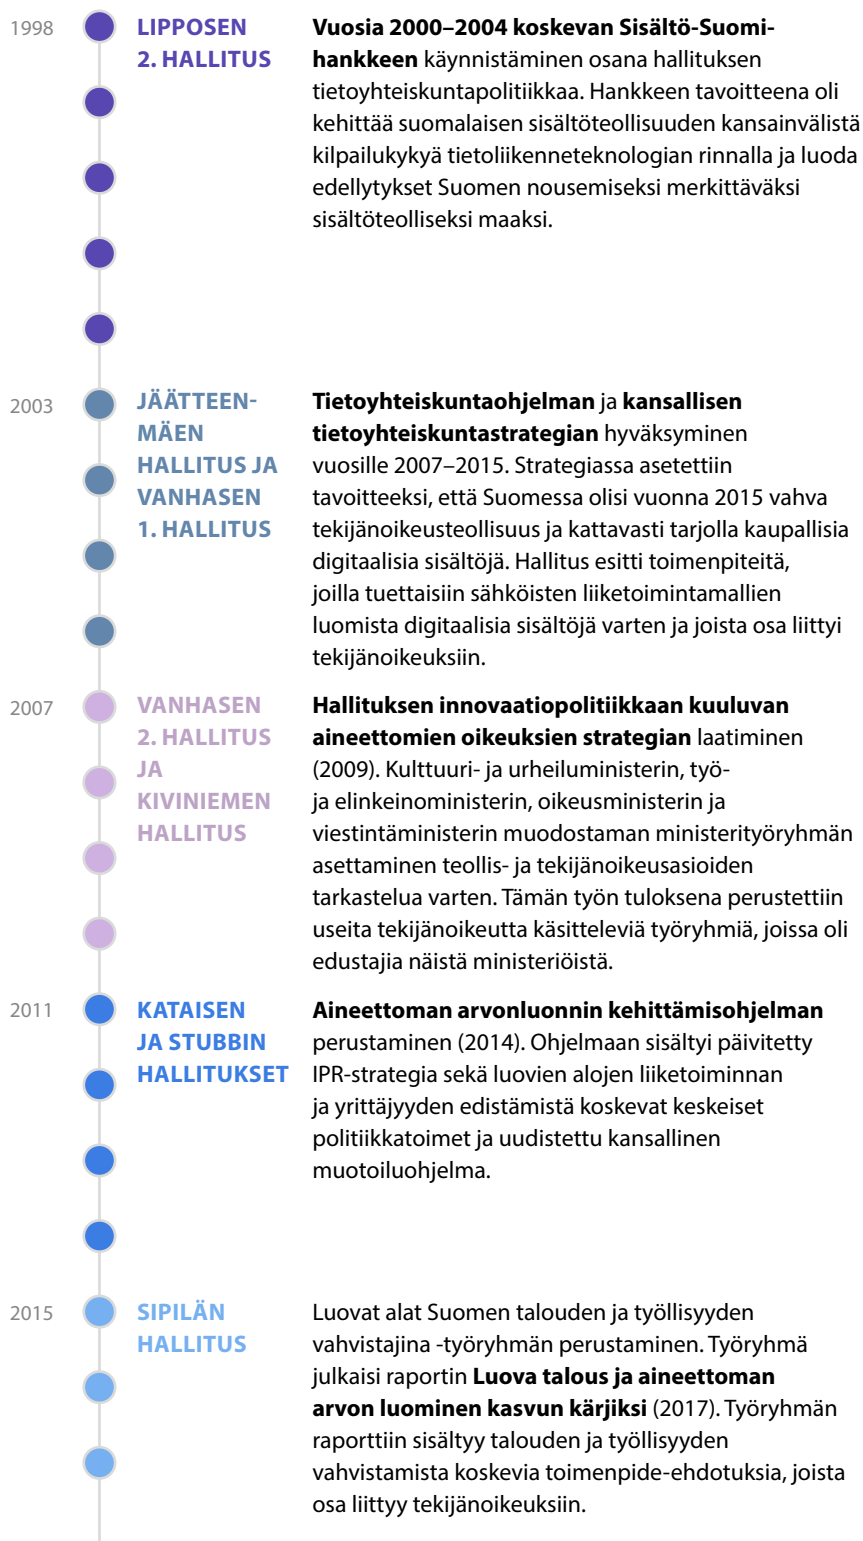 1998
LIPPOSEN
2. HALLITUS
Vuosia 2000–2004 koskevan Sisältö-Suomi-
hankkeen käynnistäminen osana hallituksen
tietoyhteiskuntapolitiikkaa. Hankkeen tavoitteena oli
kehittää suomalaisen sisältöteollisuuden kansainvälistä
kilpailukykyä tietoliikenneteknologian rinnalla ja luoda
edellytykset Suomen nousemiseksi merkittäväksi
sisältöteolliseksi maaksi.
2003
JÄÄTTEEN-
MÄEN
HALLITUS JA
VANHASEN
1. HALLITUS
Tietoyhteiskuntaohjelman ja kansallisen
tietoyhteiskuntastrategian hyväksyminen
vuosille 2007–2015. Strategiassa asetettiin
tavoitteeksi, että Suomessa olisi vuonna 2015 vahva
tekijänoikeusteollisuus ja kattavasti tarjolla kaupallisia
digitaalisia sisältöjä. Hallitus esitti toimenpiteitä,
joilla tuettaisiin sähköisten liiketoimintamallien
luomista digitaalisia sisältöjä varten ja joista osa liittyi
tekijänoikeuksiin.
2007
VANHASEN
2. HALLITUS
JA
KIVINIEMEN
HALLITUS
Hallituksen innovaatiopolitiikkaan kuuluvan
aineettomien oikeuksien strategian laatiminen
(2009). Kulttuuri- ja urheiluministerin, työ-
ja elinkeinoministerin, oikeusministerin ja
viestintäministerin muodostaman ministerityöryhmän
asettaminen teollis- ja tekijänoikeusasioiden
tarkastelua varten. Tämän työn tuloksena perustettiin
useita tekijänoikeutta käsitteleviä työryhmiä, joissa oli
edustajia näistä ministeriöistä.
2011
KATAISEN
JA STUBBIN
HALLITUKSET
Aineettoman arvonluonnin kehittämisohjelman
perustaminen (2014). Ohjelmaan sisältyi päivitetty
IPR-strategia sekä luovien alojen liiketoiminnan
ja yrittäjyyden edistämistä koskevat keskeiset
politiikkatoimet ja uudistettu kansallinen
muotoiluohjelma.
2015
SIPILÄN
HALLITUS
Luovat alat Suomen talouden ja työllisyyden
vahvistajina -työryhmän perustaminen. Työryhmä
julkaisi raportin Luova talous ja aineettoman
arvon luominen kasvun kärjiksi (2017). Työryhmän
raporttiin sisältyy talouden ja työllisyyden
vahvistamista koskevia toimenpide-ehdotuksia, joista
osa liittyy tekijänoikeuksiin.